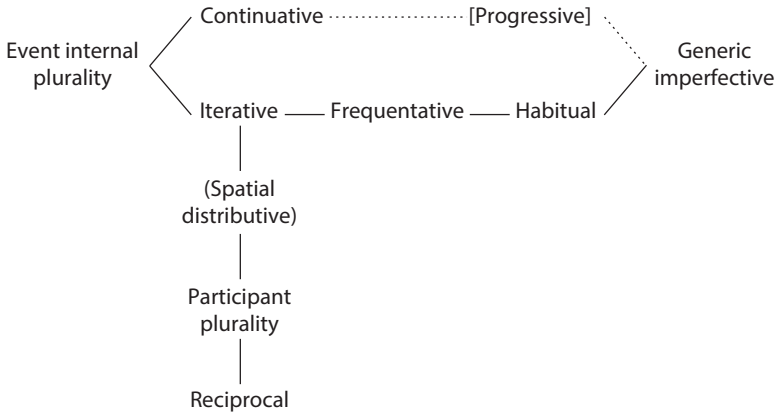 Continuative [Progressive]
Event internal
plurality
Generic
imperfective
Iterative Frequentative Habitual
(Spatial
distributive)
Participant
plurality
Reciprocal